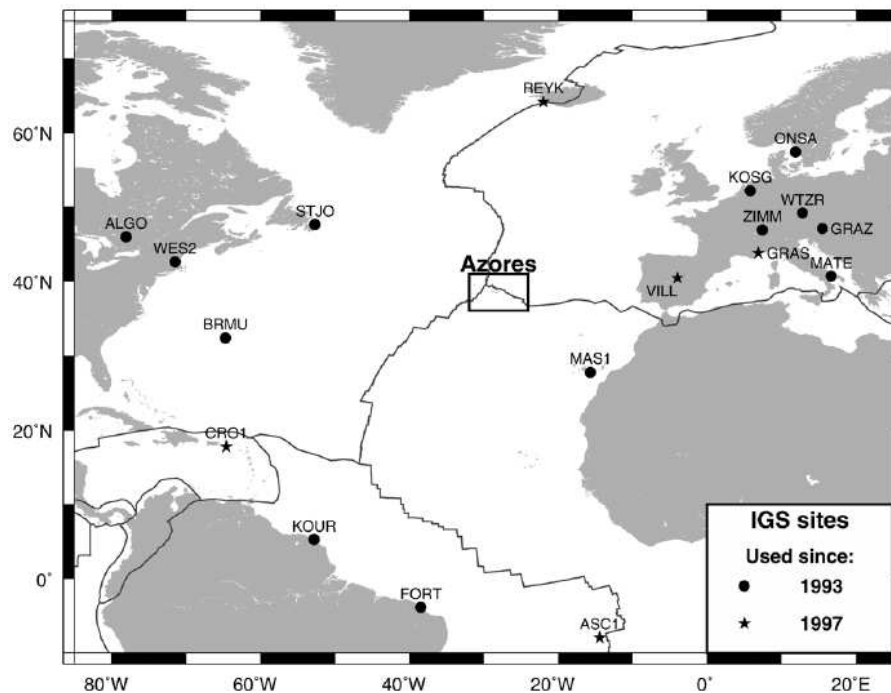 REYK
60°N
ONSA
KOSG
WTZR
STJO
ZIMM
ALGO
GRAZ
WES2
GRAS
Azores
MATE
40°N
VILL
BRMU
MAS1
20°N
CRO1
IGS sites
KOUR
Used since:
0°
1993
FORT
ASC1
1997
80°W 60°W 40°W 20°W 0° 20°E